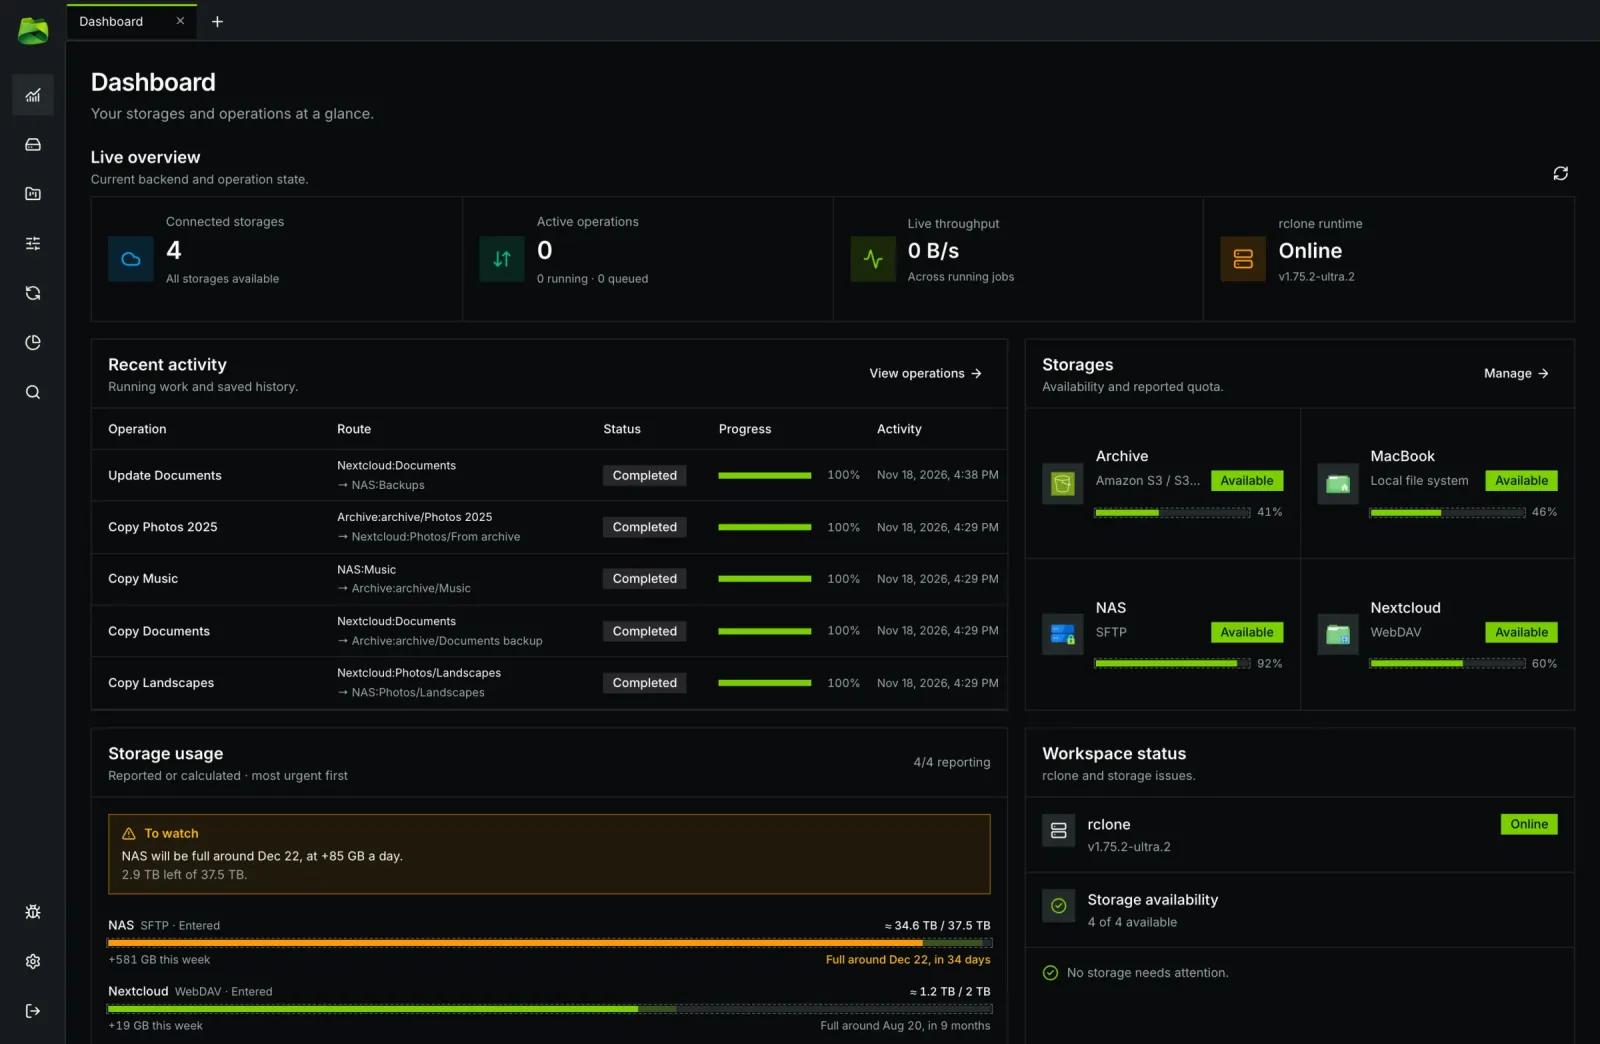 Dashboard
Dashboard
Your storages and operations at a glance.
Live overview
Current backend and operation state.
Connected storages
4
All storages available
Active operations
0
0 running · 0 queued
Live throughput
0 B/s
Across running jobs
rclone runtime
Online
v1.75.2-ultra.2
Recent activity
Running work and saved history.
View operations →
Operation Route Status Progress Activity
Update Documents
Nextcloud:Documents
→ NAS:Backups
Completed 100% Nov 18, 2026, 4:38 PM
Copy Photos 2025
Archive:archive/Photos 2025
→ Nextcloud:Photos/From archive
Completed 100% Nov 18, 2026, 4:29 PM
Copy Music
NAS:Music
→ Archive:archive/Music
Completed 100% Nov 18, 2026, 4:29 PM
Copy Documents
Nextcloud:Documents
→ Archive:archive/Documents backup
Completed 100% Nov 18, 2026, 4:29 PM
Copy Landscapes
Nextcloud:Photos/Landscapes
→ NAS:Photos/Landscapes
Completed 100% Nov 18, 2026, 4:29 PM
Storages
Availability and reported quota.
Manage →
Archive
Amazon S3 / S3... Available
41%
MacBook
Local file system Available
46%
NAS
SFTP Available
92%
Nextcloud
WebDAV Available
60%
Storage usage
Reported or calculated · most urgent first
4/4 reporting
To watch
NAS will be full around Dec 22, at +85 GB a day.
2.9 TB left of 37.5 TB.
NAS SFTP · Entered ≈ 34.6 TB / 37.5 TB
+581 GB this week Full around Dec 22, in 34 days
Nextcloud WebDAV · Entered ≈ 1.2 TB / 2 TB
+19 GB this week Full around Aug 20, in 9 months
Workspace status
rclone and storage issues.
rclone
v1.75.2-ultra.2
Online
Storage availability
4 of 4 available
No storage needs attention.